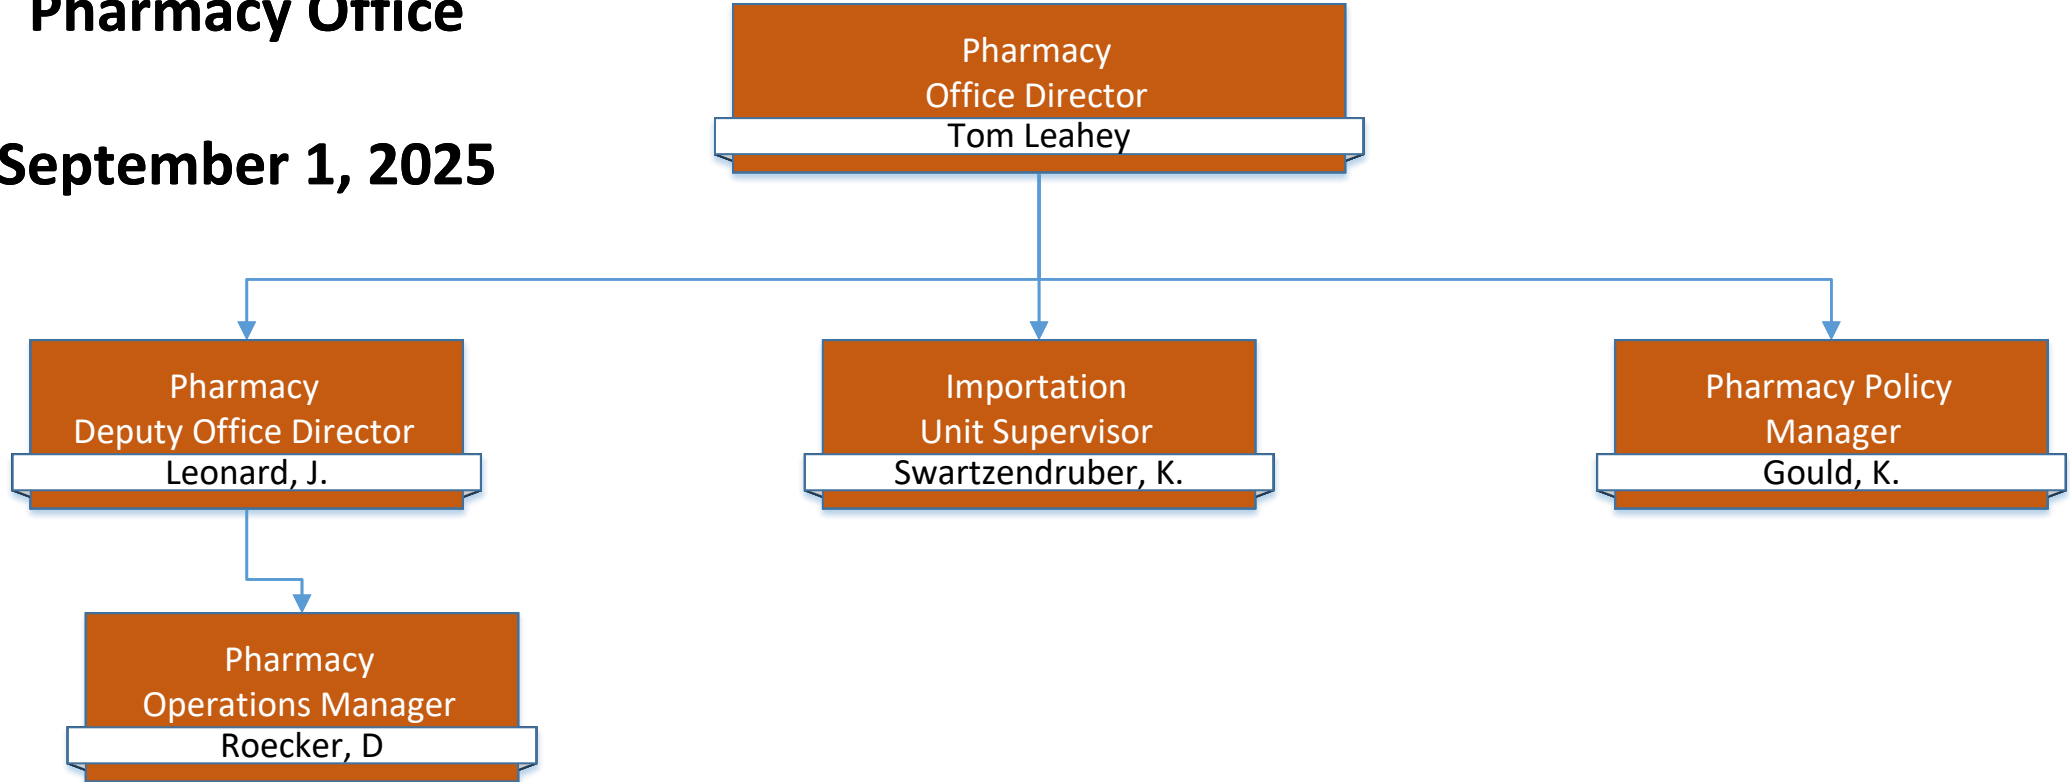 Pharmacy Office
September 1, 2025
Pharmacy
Office Director
Tom Leahey
Pharmacy
Deputy Office Director
Leonard, J.
Importation
Unit Supervisor
Swartzendruber, K.
Pharmacy Policy
Manager
Gould, K.
Pharmacy
Operations Manager
Roecker, D